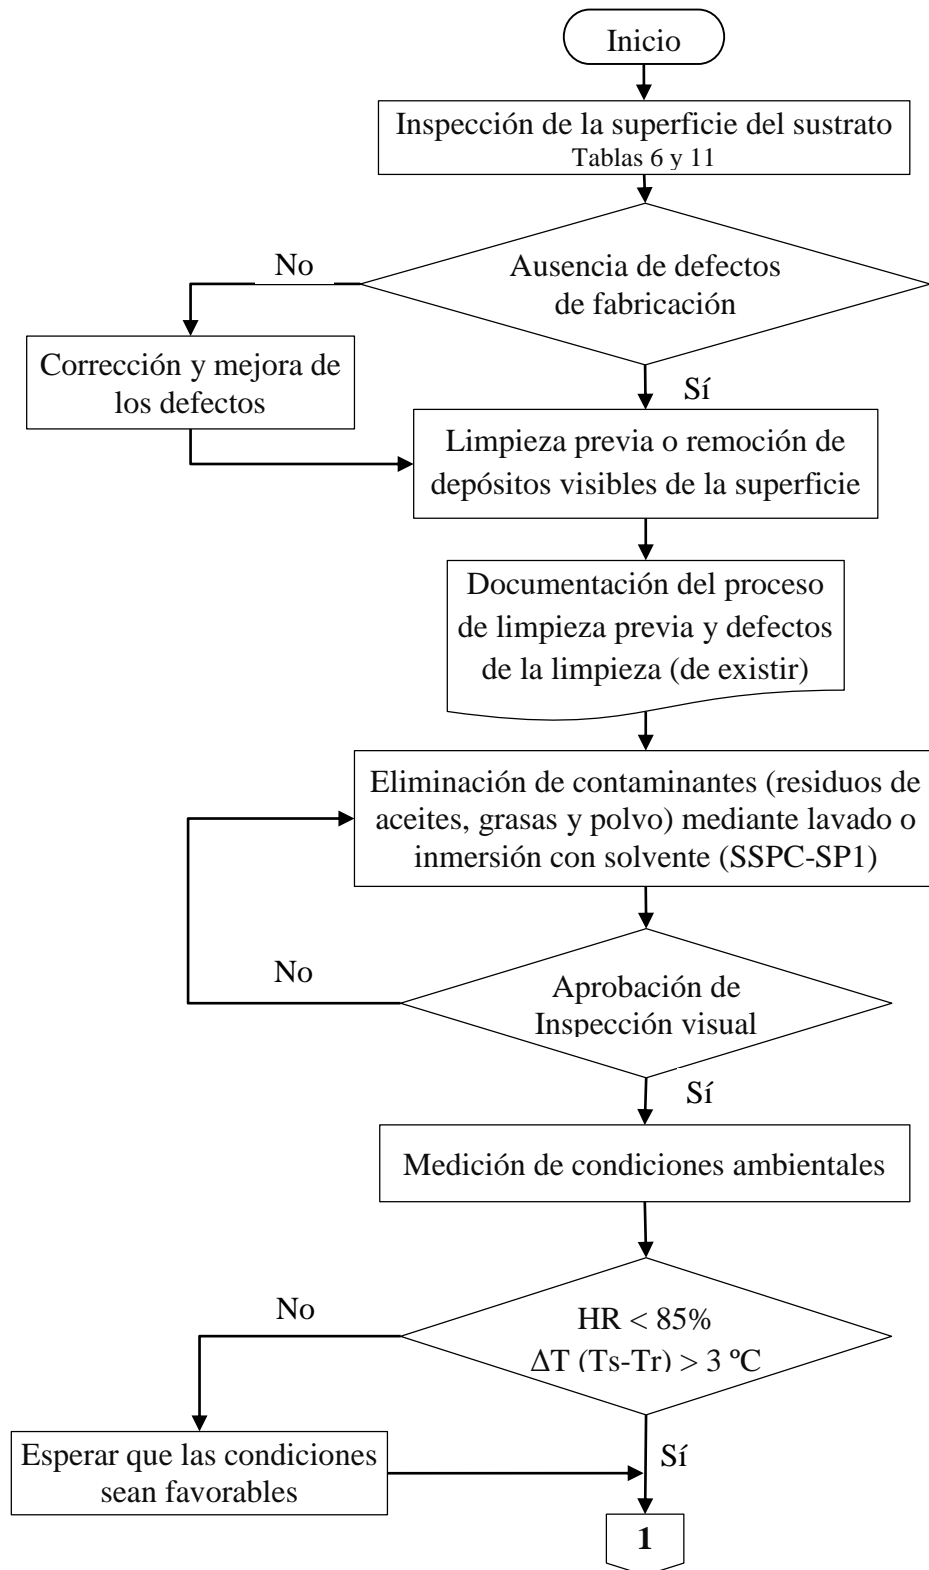 Inicio
Inspección de la superficie del sustrato
Tablas 6 y 11
No
Ausencia de defectos
de fabricación
Corrección y mejora de
los defectos
Sí
Limpieza previa o remoción de
depósitos visibles de la superficie
Documentación del proceso
de limpieza previa y defectos
de la limpieza (de existir)
Eliminación de contaminantes (residuos de
aceites, grasas y polvo) mediante lavado o
inmersión con solvente (SSPC-SP1)
No
Aprobación de
Inspección visual
Sí
Medición de condiciones ambientales
No
HR < 85%
ΔT (Ts-Tr) > 3 ºC
Sí
Esperar que las condiciones
sean favorables
1